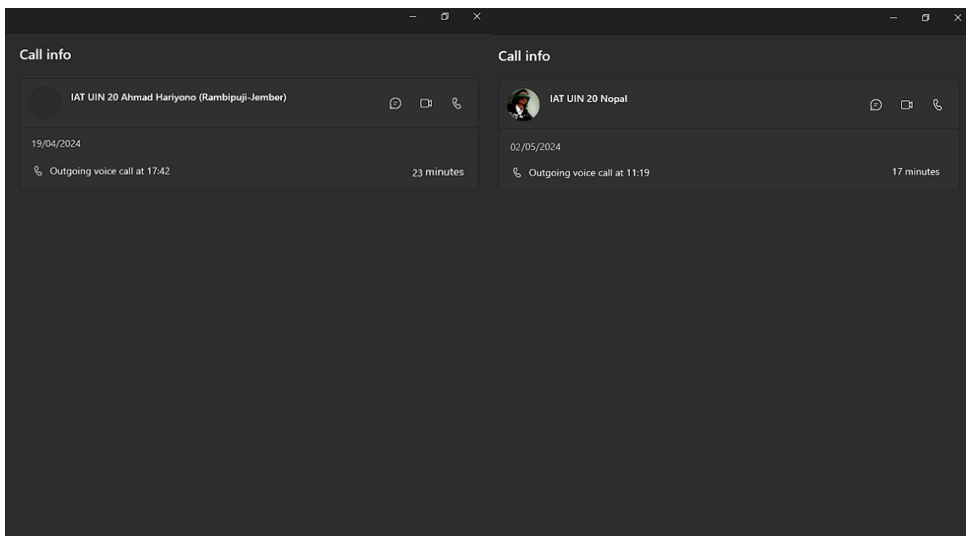 Call info
IAT UIN 20 Ahmad Hariyono (Rambipuji-Jember)
19/04/2024
Outgoing voice call at 17:42 23 minutes
Call info
IAT UIN 20 Nopal
02/05/2024
Outgoing voice call at 11:19 17 minutes